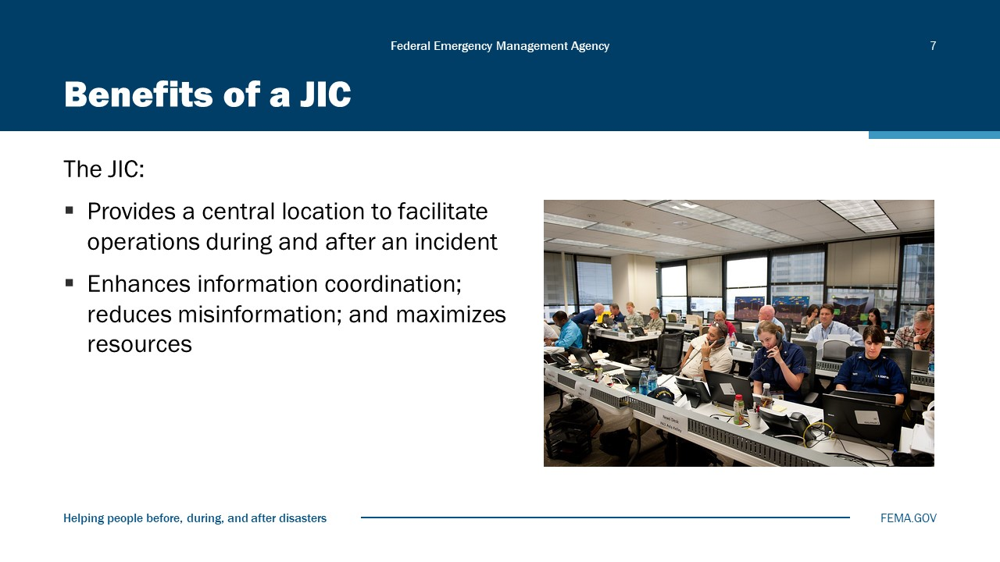 Federal Emergency Management Agency
7
Benefits of a JIC
The JIC:
▪ Provides a central location to facilitate
operations during and after an incident
▪ Enhances information coordination;
reduces misinformation; and maximizes
resources
News Desk
Helping people before, during, and after disasters
FEMA.GOV